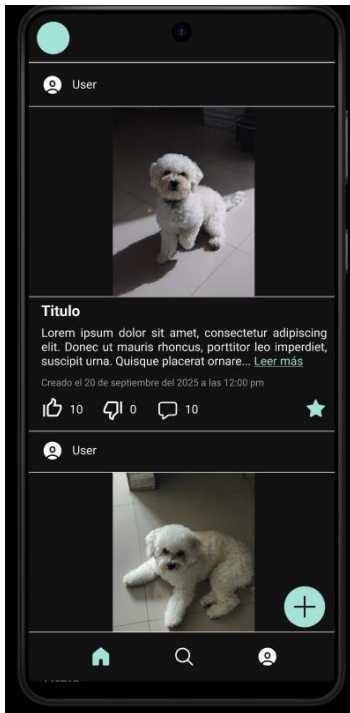 User
Titulo
Lorem ipsum dolor sit amet, consectetur adipiscing
elit. Donec ut mauris rhoncus, porttitor leo imperdiet,
suscipit urna. Quisque placerat ornare... Leer más
Creado el 20 de septiembre del 2025 a las 12:00 pm
10 0 10
User